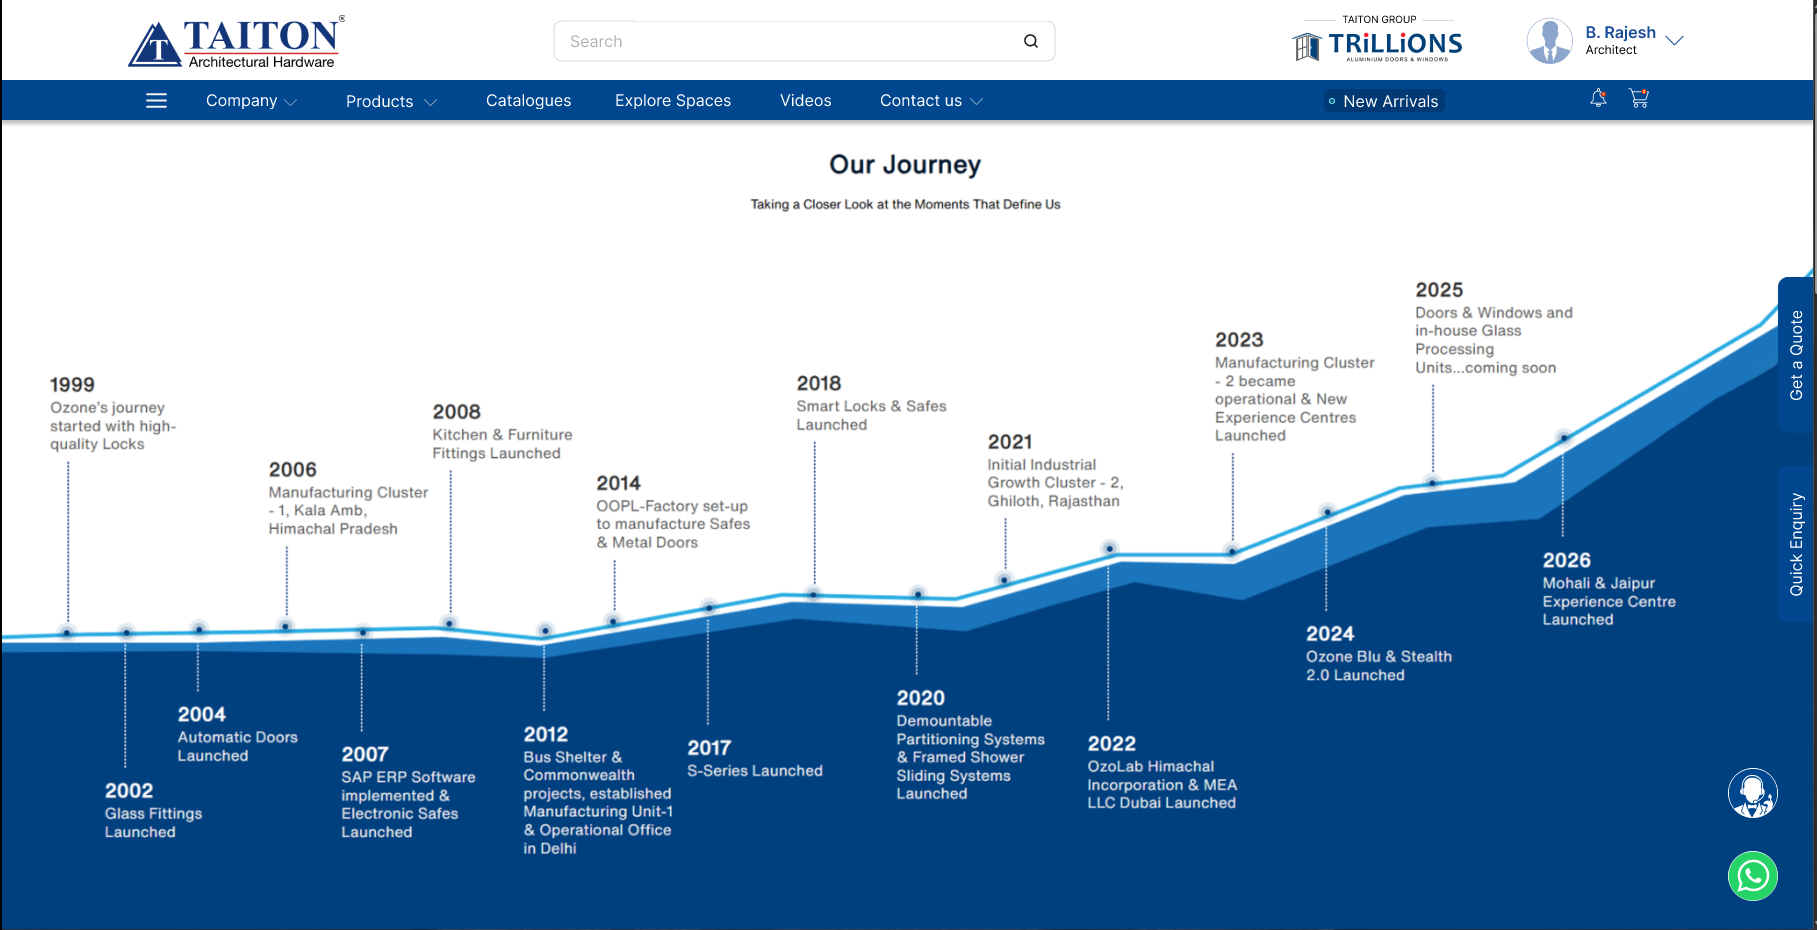 TAITON®
Architectural Hardware
Search
TAITON GROUP
TRiLLiONS
ALUMINIUM DOORS & WINDOWS
B. Rajesh
Architect
Company
Products
Catalogues
Explore Spaces
Videos
Contact us
New Arrivals
Our Journey
Taking a Closer Look at the Moments That Define Us
1999
Ozone's journey
started with high-
quality Locks
2002
Glass Fittings
Launched
2004
Automatic Doors
Launched
2006
Manufacturing Cluster
- 1, Kala Amb,
Himachal Pradesh
2007
SAP ERP Software
implemented &
Electronic Safes
Launched
2008
Kitchen & Furniture
Fittings Launched
2012
Bus Shelter &
Commonwealth
projects, established
Manufacturing Unit-1
& Operational Office
in Delhi
2014
OOPL-Factory set-up
to manufacture Safes
& Metal Doors
2017
S-Series Launched
2018
Smart Locks & Safes
Launched
2020
Demountable
Partitioning Systems
& Framed Shower
Sliding Systems
Launched
2021
Initial Industrial
Growth Cluster - 2,
Ghiloth, Rajasthan
2022
OzoLab Himachal
Incorporation & MEA
LLC Dubai Launched
2023
Manufacturing Cluster
- 2 became
operational & New
Experience Centres
Launched
2024
Ozone Blu & Stealth
2.0 Launched
2025
Doors & Windows and
in-house Glass
Processing
Units...coming soon
2026
Mohali & Jaipur
Experience Centre
Launched
Get a Quote
Quick Enquiry